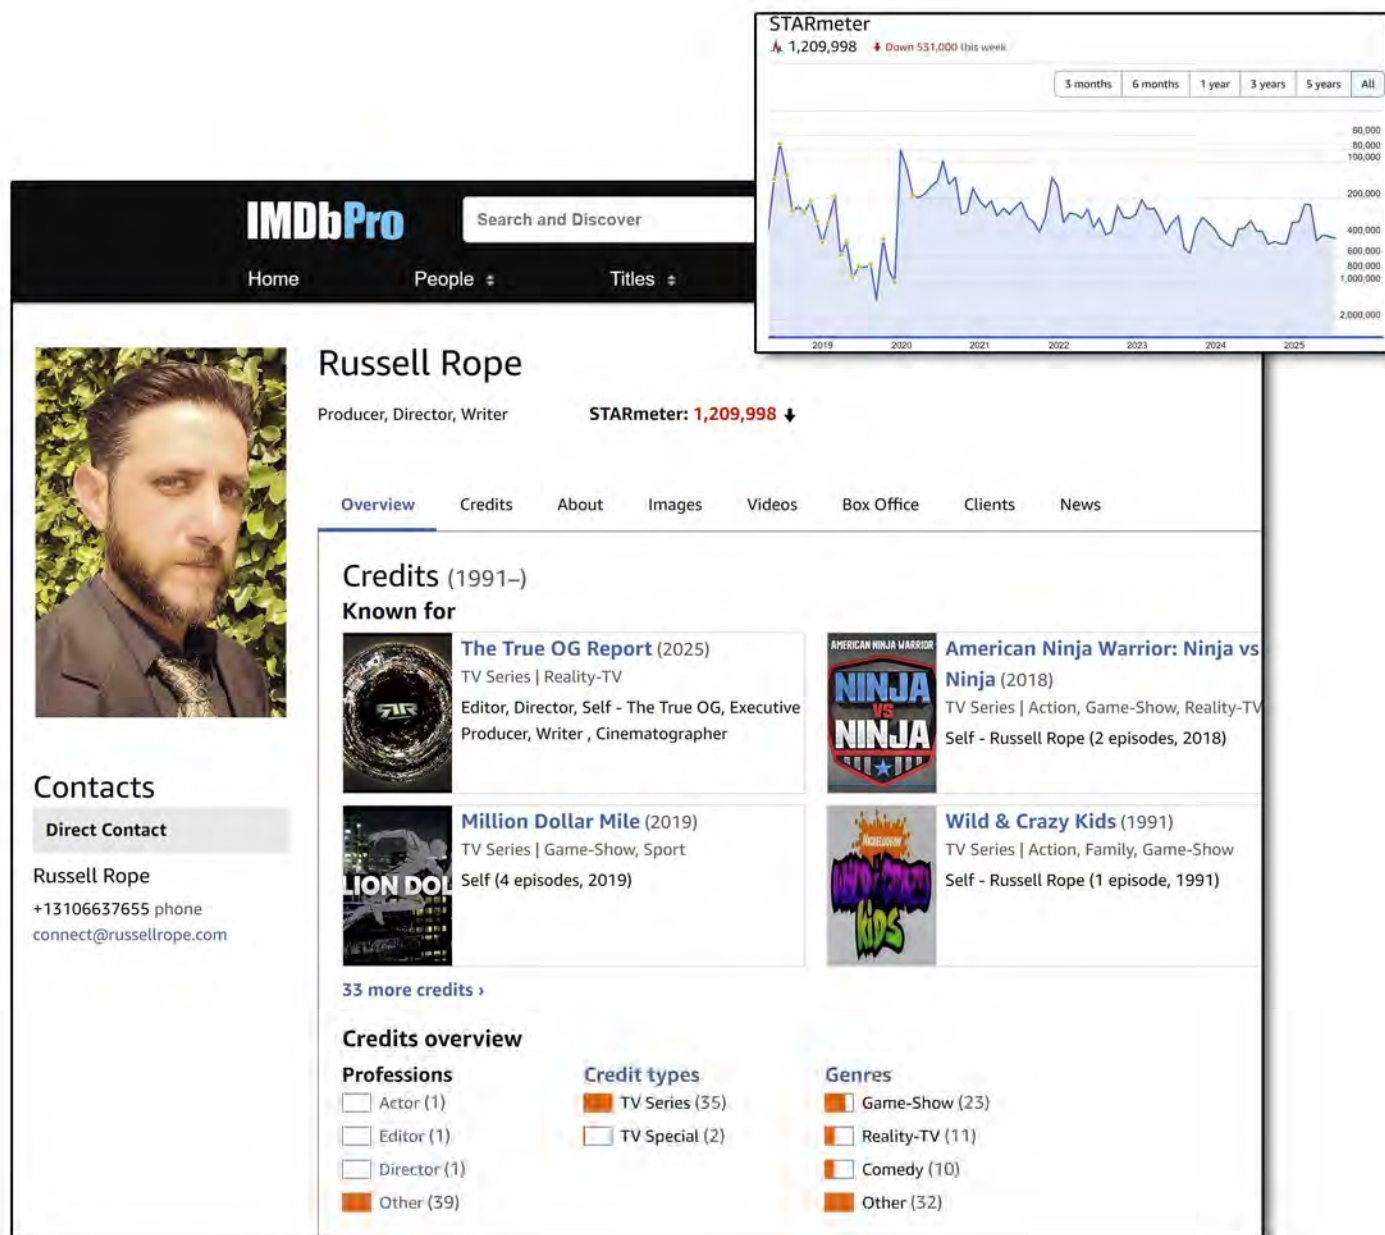 STARmeter
1,209,998 Down 531,000 this week
3 months 6 months 1 year 3 years 5 years All
60,000
80,000
100,000
200,000
400,000
600,000
800,000
1,000,000
2,000,000
2019 2020 2021 2022 2023 2024 2025
IMDbPro
Search and Discover
Home People Titles
Russell Rope
Producer, Director, Writer STARmeter: 1,209,998
Overview Credits About Images Videos Box Office Clients News
Credits (1991–)
Known for
The True OG Report (2025)
TV Series | Reality-TV
Editor, Director, Self - The True OG, Executive
Producer, Writer , Cinematographer
AMERICAN NINJA WARRIOR
NINJA
VS
NINJA
American Ninja Warrior: Ninja vs
Ninja (2018)
TV Series | Action, Game-Show, Reality-TV
Self - Russell Rope (2 episodes, 2018)
LION DOL
Million Dollar Mile (2019)
TV Series | Game-Show, Sport
Self (4 episodes, 2019)
NICKELODEON
WILD & CRAZY
KIDS
Wild & Crazy Kids (1991)
TV Series | Action, Family, Game-Show
Self - Russell Rope (1 episode, 1991)
33 more credits ›
Contacts
Direct Contact
Russell Rope
+13106637655 phone
connect@russellrope.com
Credits overview
Professions
Actor (1)
Editor (1)
Director (1)
Other (39)
Credit types
TV Series (35)
TV Special (2)
Genres
Game-Show (23)
Reality-TV (11)
Comedy (10)
Other (32)